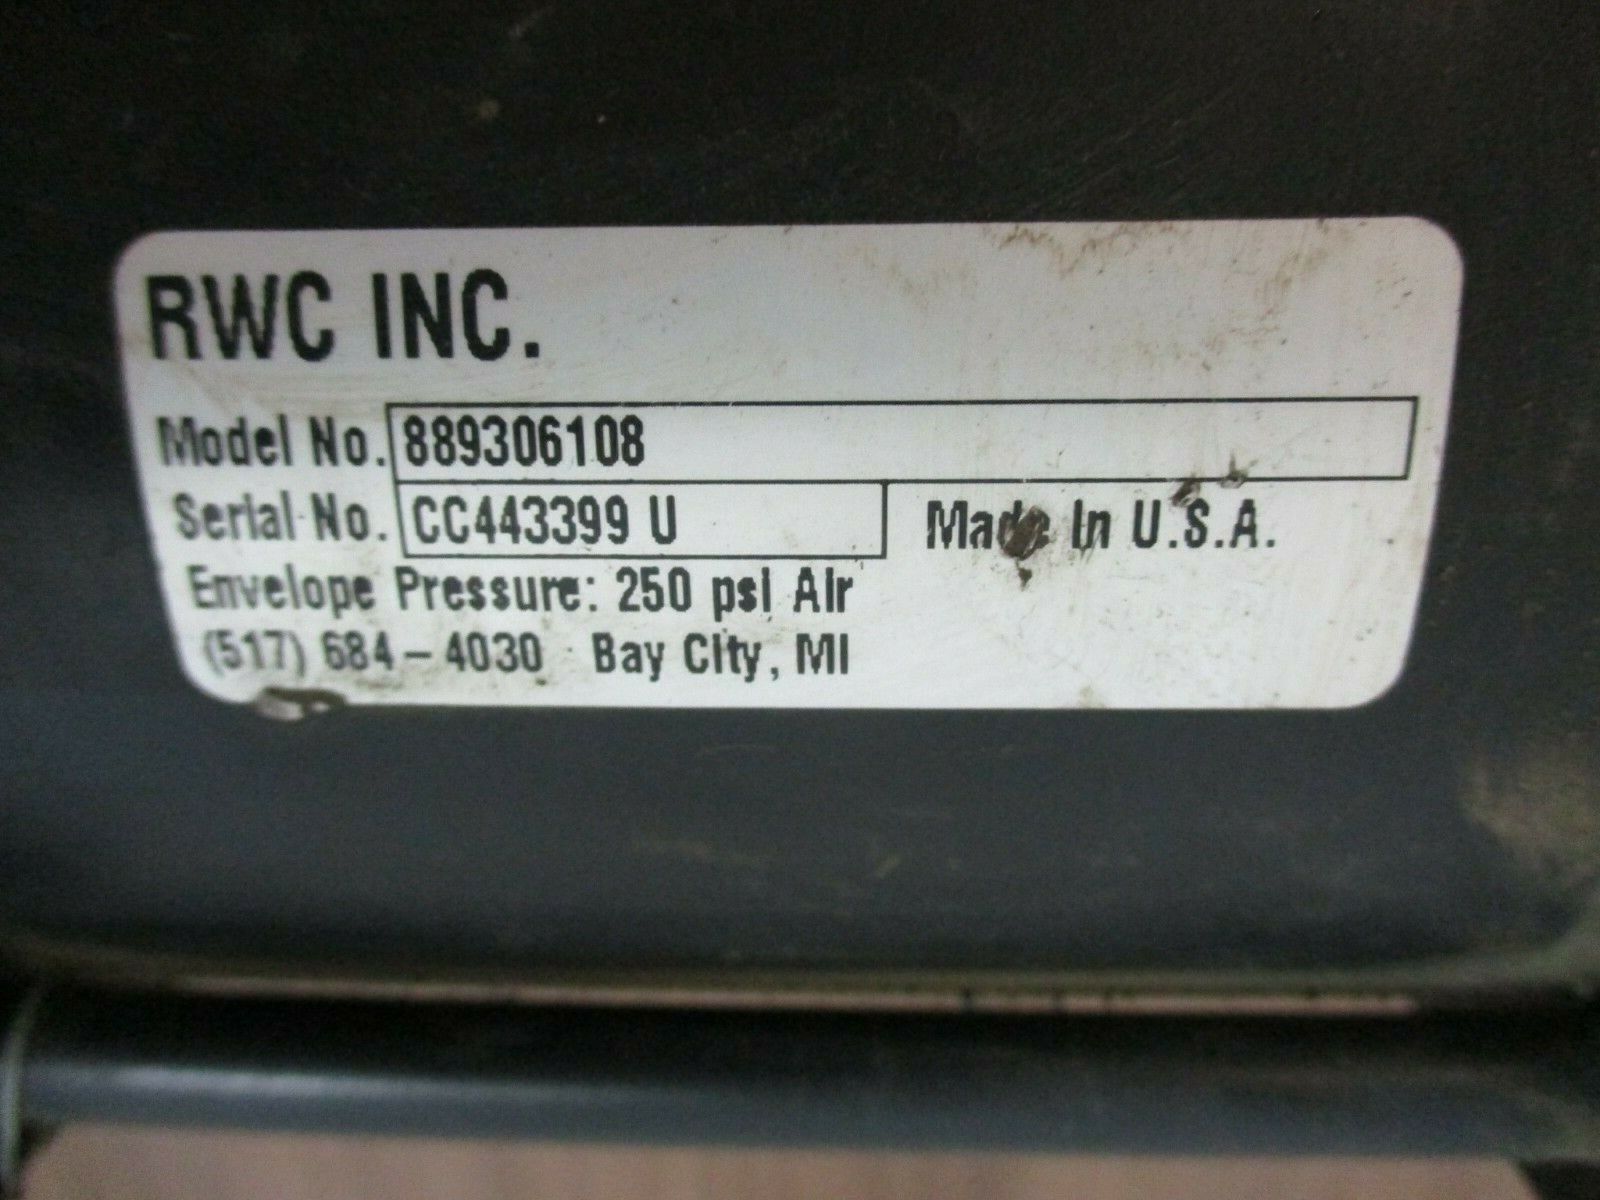 RWC INC.
Model No. 889306108
Serial No. CC443399 U Made In U.S.A.
Envelope Pressure: 250 psi Air
(517) 684-4030 Bay City, MI